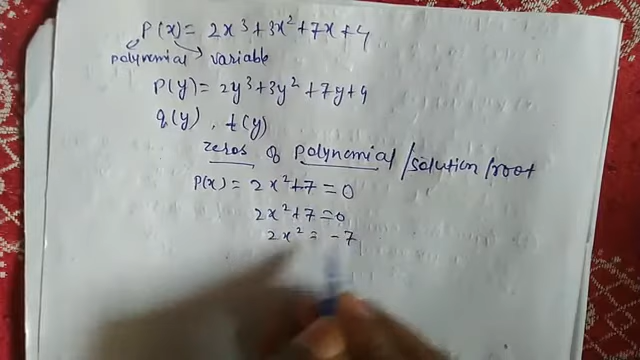 P(x) = 2x³+3x²+7x+4
polynomial variable
P(y) = 2y³+3y²+7y+4
q(y), t(y)
zeros of polynomial/solution/root
P(x) = 2x²+7=0
2x²+7=0
2x² = -7